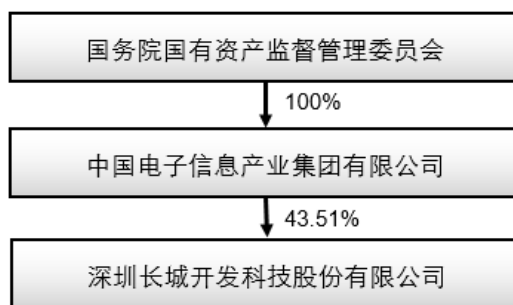 国务院国有资产监督管理委员会
100%
中国电子信息产业集团有限公司
43.51%
深圳长城开发科技股份有限公司